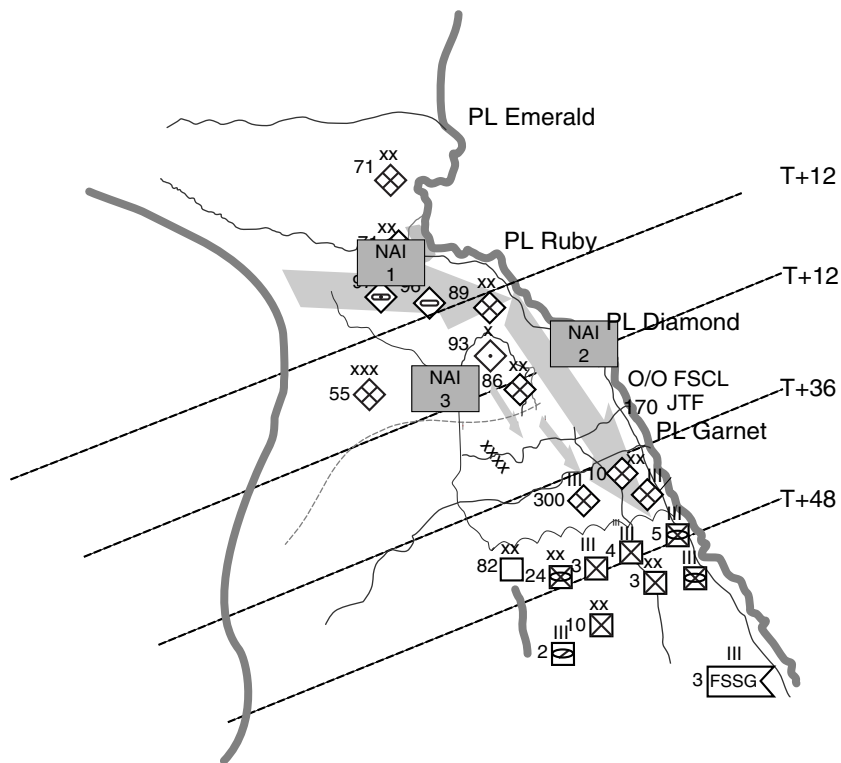 PL Emerald
xx
71
T+12
xx
PL Ruby
NAI
1
T+12
89
xx
PL Diamond
NAI
2
x
93
xxx
55
NAI
3
86
xx
O/O FSCL
170 JTF
T+36
PL Garnet
xxxx
10
xx
III
III
300
T+48
III
5
III
4
III
3
xx
82
xx
24
xx
3
III
xx
10
III
2
III
3
FSSG